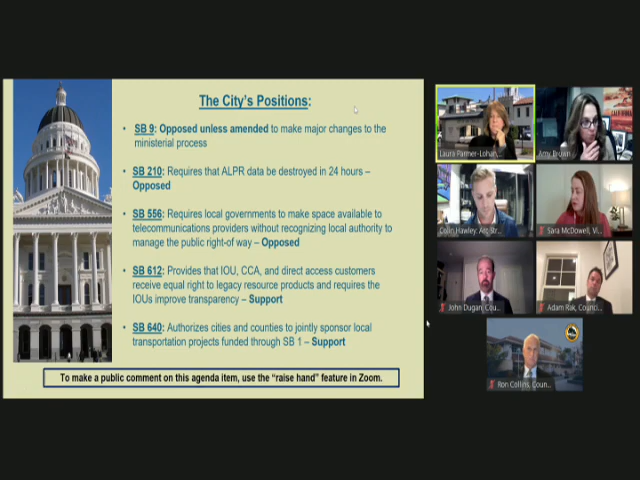 The City's Positions:
• SB 9: Opposed unless amended to make major changes to the
ministerial process
• SB 210: Requires that ALPR data be destroyed in 24 hours –
Opposed
• SB 556: Requires local governments to make space available to
telecommunications providers without recognizing local authority to
manage the public right-of way – Opposed
• SB 612: Provides that IOU, CCA, and direct access customers
receive equal right to legacy resource products and requires the
IOUs improve transparency – Support
• SB 640: Authorizes cities and counties to jointly sponsor local
transportation projects funded through SB 1 – Support
To make a public comment on this agenda item, use the "raise hand" feature in Zoom.
Laura Parmer-Lohan,
Amy Brown
Colin Hawley: Arc Str...
Sara McDowell, Vi...
John Dugan, Cou...
Adam Rak, Counci...
Ron Collins, Coun...